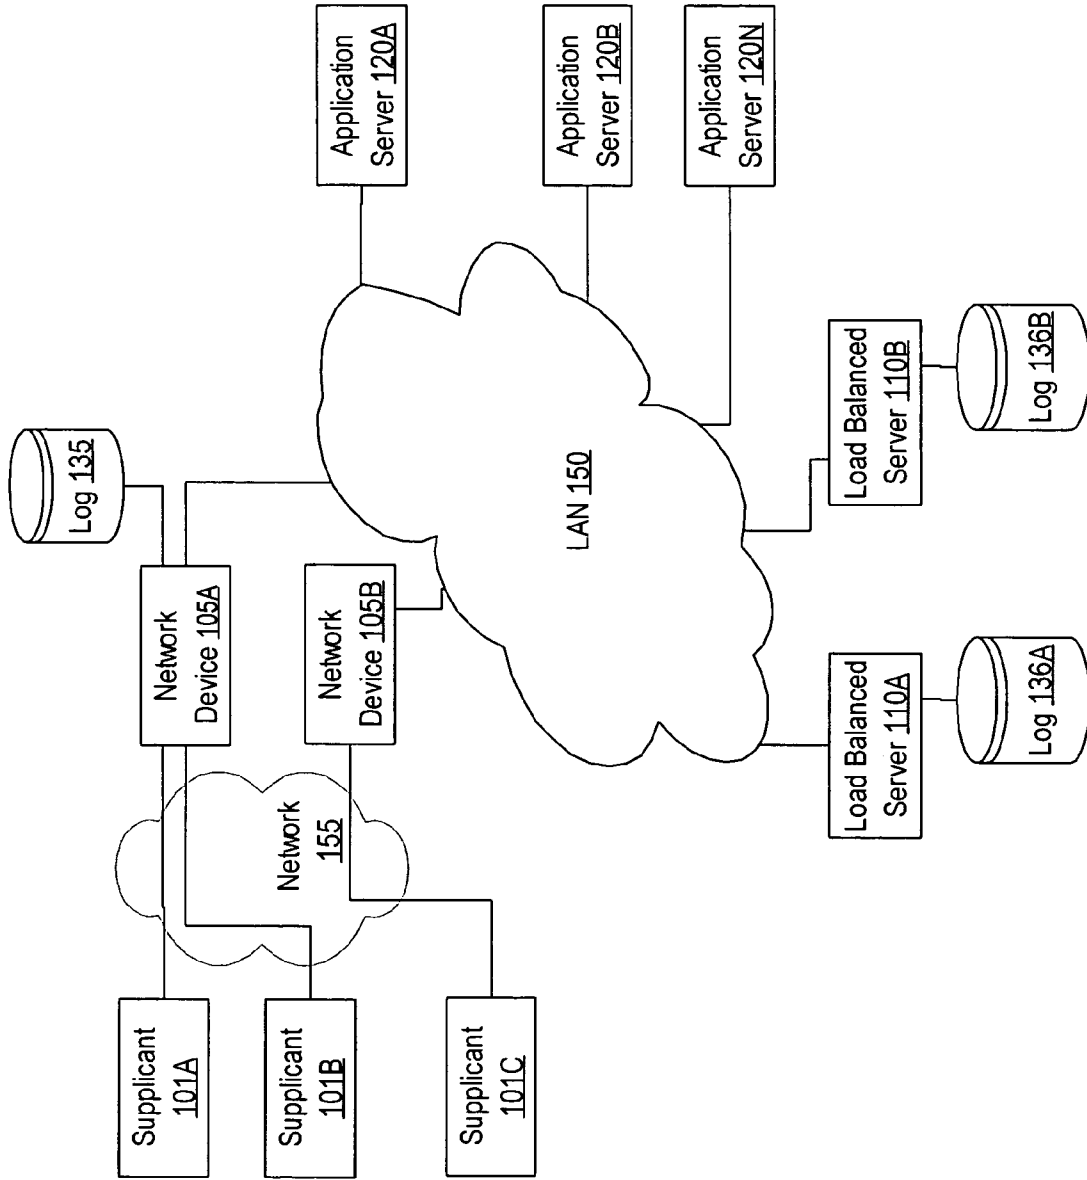 Supplicant
101A
Supplicant
101B
Supplicant
101C
Network
155
Network
Device 105A
Network
Device 105B
Log 135
LAN 150
Load Balanced
Server 110A
Log 136A
Load Balanced
Server 110B
Log 136B
Application
Server 120A
Application
Server 120B
Application
Server 120N